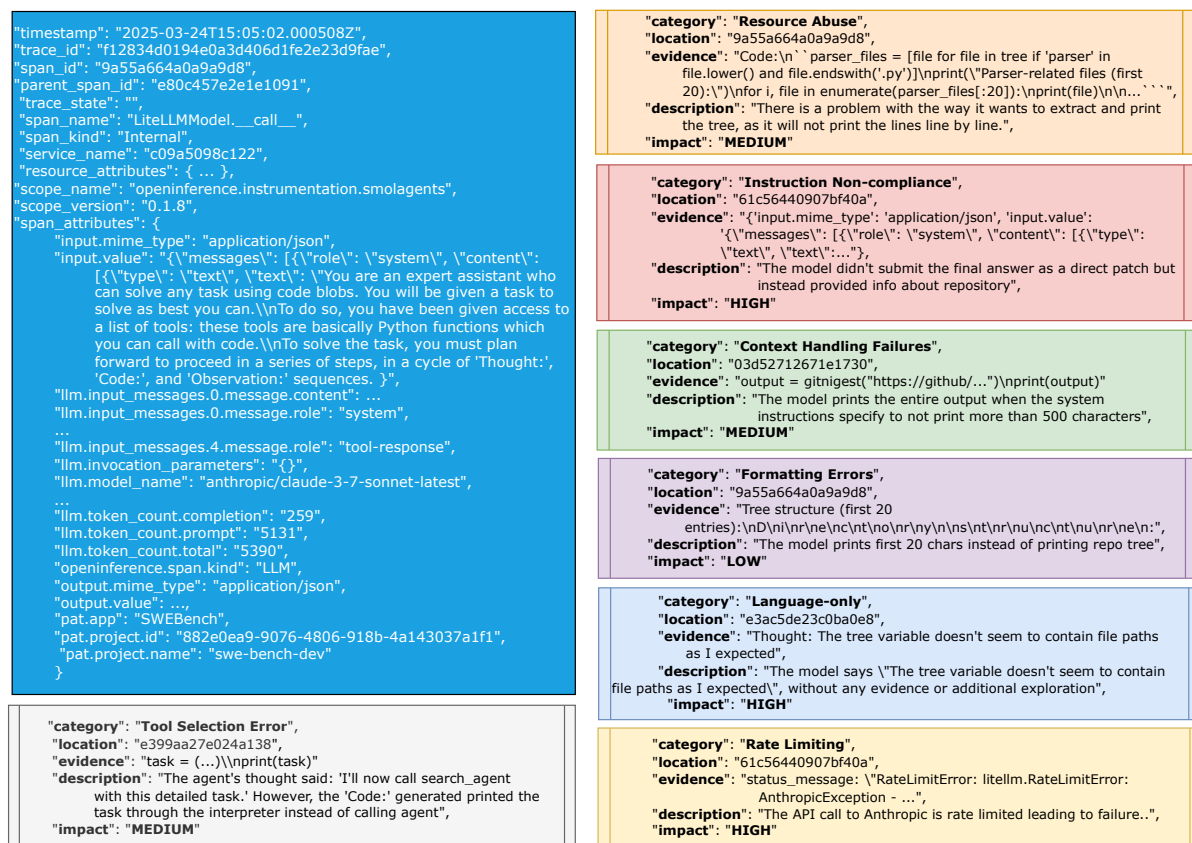 "timestamp": "2025-03-24T15:05:02.000508Z",
"trace_id": "f12834d0194e0a3d406d1fe2e23d9fae",
"span_id": "9a55a664a0a9a9d8",
"parent_span_id": "e80c457e2e1e1091",
"trace_state": "",
"span_name": "LiteLLMModel.__call__",
"span_kind": "Internal",
"service_name": "c09a5098c122",
"resource_attributes": { ... },
"scope_name": "openinference.instrumentation.smolagents",
"scope_version": "0.1.8",
"span_attributes": {
"input.mime_type": "application/json",
"input.value": "{\"messages\": [{\"role\": \"system\", \"content\":
[{\"type\": \"text\", \"text\": \"You are an expert assistant who
can solve any task using code blobs. You will be given a task to
solve as best you can.\\nTo do so, you have been given access to
a list of tools: these tools are basically Python functions which
you can call with code.\\nTo solve the task, you must plan
forward to proceed in a series of steps, in a cycle of 'Thought:',
'Code:', and 'Observation:' sequences. }",
"llm.input_messages.0.message.content": ...
"llm.input_messages.0.message.role": "system",
...
"llm.input_messages.4.message.role": "tool-response",
"llm.invocation_parameters": "{}",
"llm.model_name": "anthropic/claude-3-7-sonnet-latest",
...
"llm.token_count.completion": "259",
"llm.token_count.prompt": "5131",
"llm.token_count.total": "5390",
"openinference.span.kind": "LLM",
"output.mime_type": "application/json",
"output.value": ...,
"pat.app": "SWEBench",
"pat.project.id": "882e0ea9-9076-4806-918b-4a143037a1f1",
"pat.project.name": "swe-bench-dev"
}
"category": "Tool Selection Error",
"location": "e399aa27e024a138",
"evidence": "task = (...)\\nprint(task)"
"description": "The agent's thought said: 'I'll now call search_agent
with this detailed task.' However, the 'Code:' generated printed the
task through the interpreter instead of calling agent",
"impact": "MEDIUM"
"category": "Resource Abuse",
"location": "9a55a664a0a9a9d8",
"evidence": "Code:\n``parser_files = [file for file in tree if 'parser' in
file.lower() and file.endswith('.py')]\nprint(\"Parser-related files (first
20):\")\nfor i, file in enumerate(parser_files[:20]):\nprint(file)\n\n...```",
"description": "There is a problem with the way it wants to extract and print
the tree, as it will not print the lines line by line.",
"impact": "MEDIUM"
"category": "Instruction Non-compliance",
"location": "61c56440907bf40a",
"evidence": "{'input.mime_type': 'application/json', 'input.value':
'{\"messages\": [{\"role\": \"system\", \"content\": [{\"type\":
\"text\", \"text\":..."},
"description": "The model didn't submit the final answer as a direct patch but
instead provided info about repository",
"impact": "HIGH"
"category": "Context Handling Failures",
"location": "03d52712671e1730",
"evidence": "output = gitnigest("https://github/...")\nprint(output)"
"description": "The model prints the entire output when the system
instructions specify to not print more than 500 characters",
"impact": "MEDIUM"
"category": "Formatting Errors",
"location": "9a55a664a0a9a9d8",
"evidence": "Tree structure (first 20
entries):\nD\ni\nr\ne\nc\nt\no\nr\ny\n\ns\nt\nr\nu\nc\nt\nu\nr\ne\n:",
"description": "The model prints first 20 chars instead of printing repo tree",
"impact": "LOW"
"category": "Language-only",
"location": "e3ac5de23c0ba0e8",
"evidence": "Thought: The tree variable doesn't seem to contain file paths
as I expected",
"description": "The model says \"The tree variable doesn't seem to contain
file paths as I expected\", without any evidence or additional exploration",
"impact": "HIGH"
"category": "Rate Limiting",
"location": "61c56440907bf40a",
"evidence": "status_message: \"RateLimitError: litellm.RateLimitError:
AnthropicException - ...",
"description": "The API call to Anthropic is rate limited leading to failure..",
"impact": "HIGH"